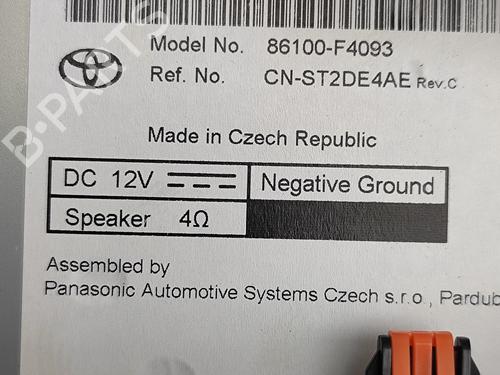 Model No. 86100-F4093
Ref. No. CN-ST2DE4AE Rev.C
Made in Czech Republic
DC 12V Negative Ground
Speaker 4Ω
Assembled by
Panasonic Automotive Systems Czech s.r.o , Pardub
B-PARTS